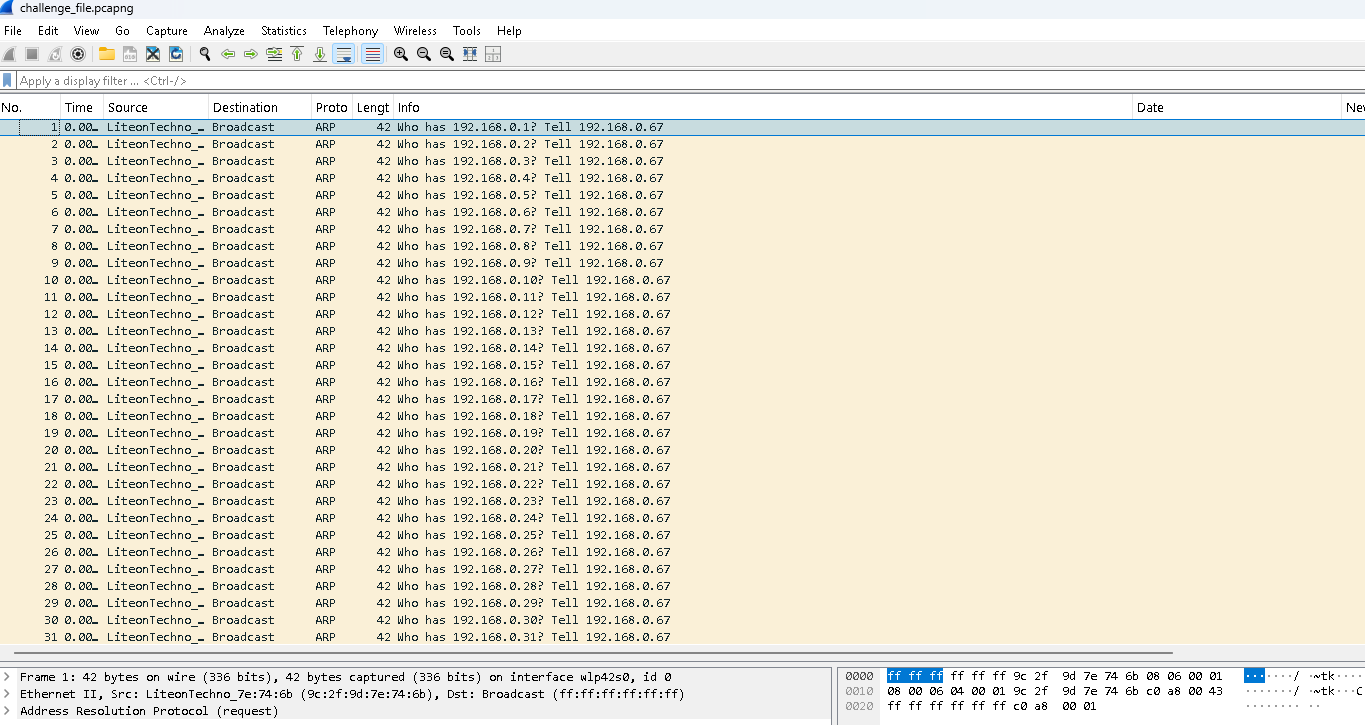 challenge_file.pcapng
File Edit View Go Capture Analyze Statistics Telephony Wireless Tools Help
Apply a display filter ... <Ctrl-/>
No. Time Source Destination Proto Lengt Info Date Nev
1 0.00… LiteonTechno_… Broadcast ARP 42 Who has 192.168.0.1? Tell 192.168.0.67
2 0.00… LiteonTechno_… Broadcast ARP 42 Who has 192.168.0.2? Tell 192.168.0.67
3 0.00… LiteonTechno_… Broadcast ARP 42 Who has 192.168.0.3? Tell 192.168.0.67
4 0.00… LiteonTechno_… Broadcast ARP 42 Who has 192.168.0.4? Tell 192.168.0.67
5 0.00… LiteonTechno_… Broadcast ARP 42 Who has 192.168.0.5? Tell 192.168.0.67
6 0.00… LiteonTechno_… Broadcast ARP 42 Who has 192.168.0.6? Tell 192.168.0.67
7 0.00… LiteonTechno_… Broadcast ARP 42 Who has 192.168.0.7? Tell 192.168.0.67
8 0.00… LiteonTechno_… Broadcast ARP 42 Who has 192.168.0.8? Tell 192.168.0.67
9 0.00… LiteonTechno_… Broadcast ARP 42 Who has 192.168.0.9? Tell 192.168.0.67
10 0.00… LiteonTechno_… Broadcast ARP 42 Who has 192.168.0.10? Tell 192.168.0.67
11 0.00… LiteonTechno_… Broadcast ARP 42 Who has 192.168.0.11? Tell 192.168.0.67
12 0.00… LiteonTechno_… Broadcast ARP 42 Who has 192.168.0.12? Tell 192.168.0.67
13 0.00… LiteonTechno_… Broadcast ARP 42 Who has 192.168.0.13? Tell 192.168.0.67
14 0.00… LiteonTechno_… Broadcast ARP 42 Who has 192.168.0.14? Tell 192.168.0.67
15 0.00… LiteonTechno_… Broadcast ARP 42 Who has 192.168.0.15? Tell 192.168.0.67
16 0.00… LiteonTechno_… Broadcast ARP 42 Who has 192.168.0.16? Tell 192.168.0.67
17 0.00… LiteonTechno_… Broadcast ARP 42 Who has 192.168.0.17? Tell 192.168.0.67
18 0.00… LiteonTechno_… Broadcast ARP 42 Who has 192.168.0.18? Tell 192.168.0.67
19 0.00… LiteonTechno_… Broadcast ARP 42 Who has 192.168.0.19? Tell 192.168.0.67
20 0.00… LiteonTechno_… Broadcast ARP 42 Who has 192.168.0.20? Tell 192.168.0.67
21 0.00… LiteonTechno_… Broadcast ARP 42 Who has 192.168.0.21? Tell 192.168.0.67
22 0.00… LiteonTechno_… Broadcast ARP 42 Who has 192.168.0.22? Tell 192.168.0.67
23 0.00… LiteonTechno_… Broadcast ARP 42 Who has 192.168.0.23? Tell 192.168.0.67
24 0.00… LiteonTechno_… Broadcast ARP 42 Who has 192.168.0.24? Tell 192.168.0.67
25 0.00… LiteonTechno_… Broadcast ARP 42 Who has 192.168.0.25? Tell 192.168.0.67
26 0.00… LiteonTechno_… Broadcast ARP 42 Who has 192.168.0.26? Tell 192.168.0.67
27 0.00… LiteonTechno_… Broadcast ARP 42 Who has 192.168.0.27? Tell 192.168.0.67
28 0.00… LiteonTechno_… Broadcast ARP 42 Who has 192.168.0.28? Tell 192.168.0.67
29 0.00… LiteonTechno_… Broadcast ARP 42 Who has 192.168.0.29? Tell 192.168.0.67
30 0.00… LiteonTechno_… Broadcast ARP 42 Who has 192.168.0.30? Tell 192.168.0.67
31 0.00… LiteonTechno_… Broadcast ARP 42 Who has 192.168.0.31? Tell 192.168.0.67
Frame 1: 42 bytes on wire (336 bits), 42 bytes captured (336 bits) on interface wlp42s0, id 0
Ethernet II, Src: LiteonTechno_7e:74:6b (9c:2f:9d:7e:74:6b), Dst: Broadcast (ff:ff:ff:ff:ff:ff)
Address Resolution Protocol (request)
0000 ff ff ff ff ff ff 9c 2f 9d 7e 74 6b 08 06 00 01 ·······/ ·~tk····
0010 08 00 06 04 00 01 9c 2f 9d 7e 74 6b c0 a8 00 43 ·······/ ·~tk···C
0020 ff ff ff ff ff ff c0 a8 00 01 ········ ··